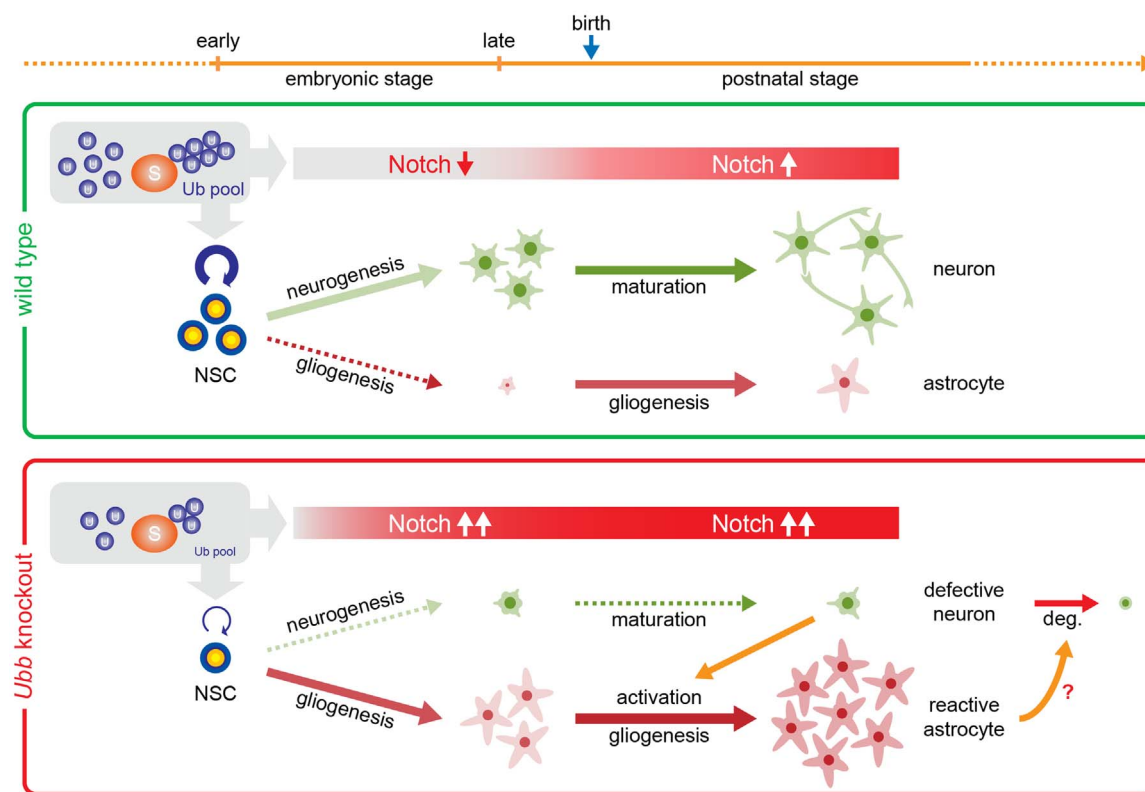 birth
early
late
embryonic stage
postnatal stage
wild type
U U U U U U
S
U U U U U U U
Ub pool
Notch
Notch
NSC
neurogenesis
maturation
neuron
gliogenesis
gliogenesis
astrocyte
Ubb knockout
U U U
S
U U U
Ub pool
Notch
Notch
NSC
neurogenesis
maturation
defective
neuron
deg.
gliogenesis
activation
gliogenesis
reactive
astrocyte
?